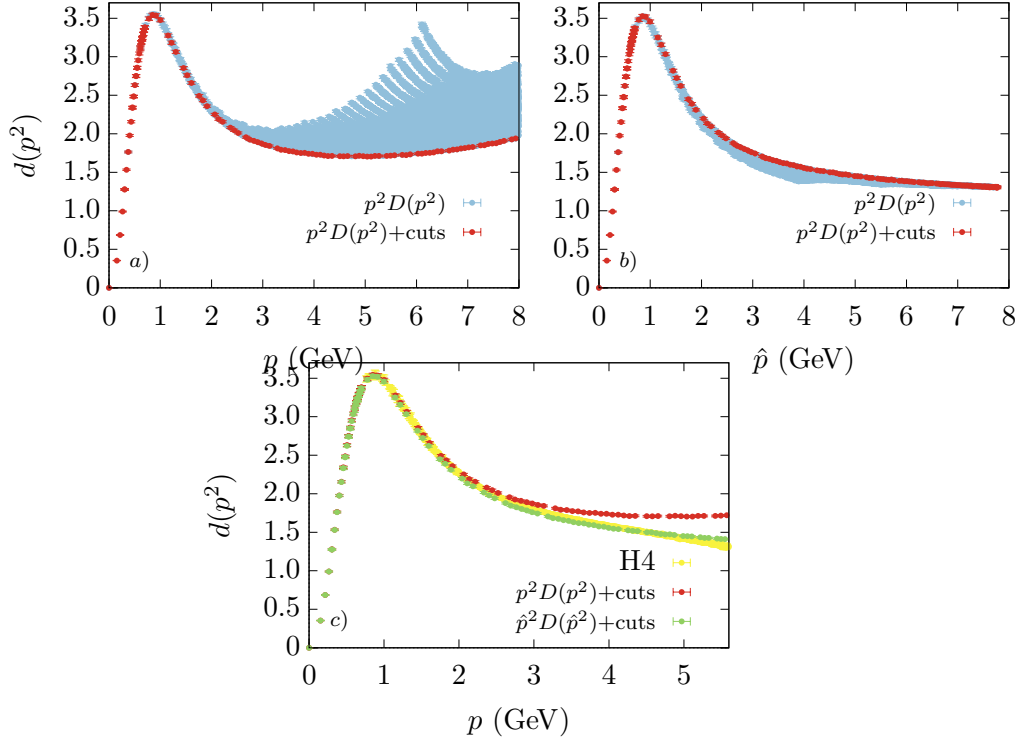 3.5
3.0
2.5
2.0
1.5
1.0
0.5
0
d(p²)
p²D(p²)
p²D(p²)+cuts
a)
0 1 2 3 4 5 6 7 8
p (GeV)
3.5
3.0
2.5
2.0
1.5
1.0
0.5
0
p²D(p²)
p²D(p²)+cuts
b)
0 1 2 3 4 5 6 7 8
p̂ (GeV)
3.5
3.0
2.5
2.0
1.5
1.0
0.5
0
d(p²)
H4
p²D(p²)+cuts
p̂²D(p̂²)+cuts
c)
0 1 2 3 4 5
p (GeV)